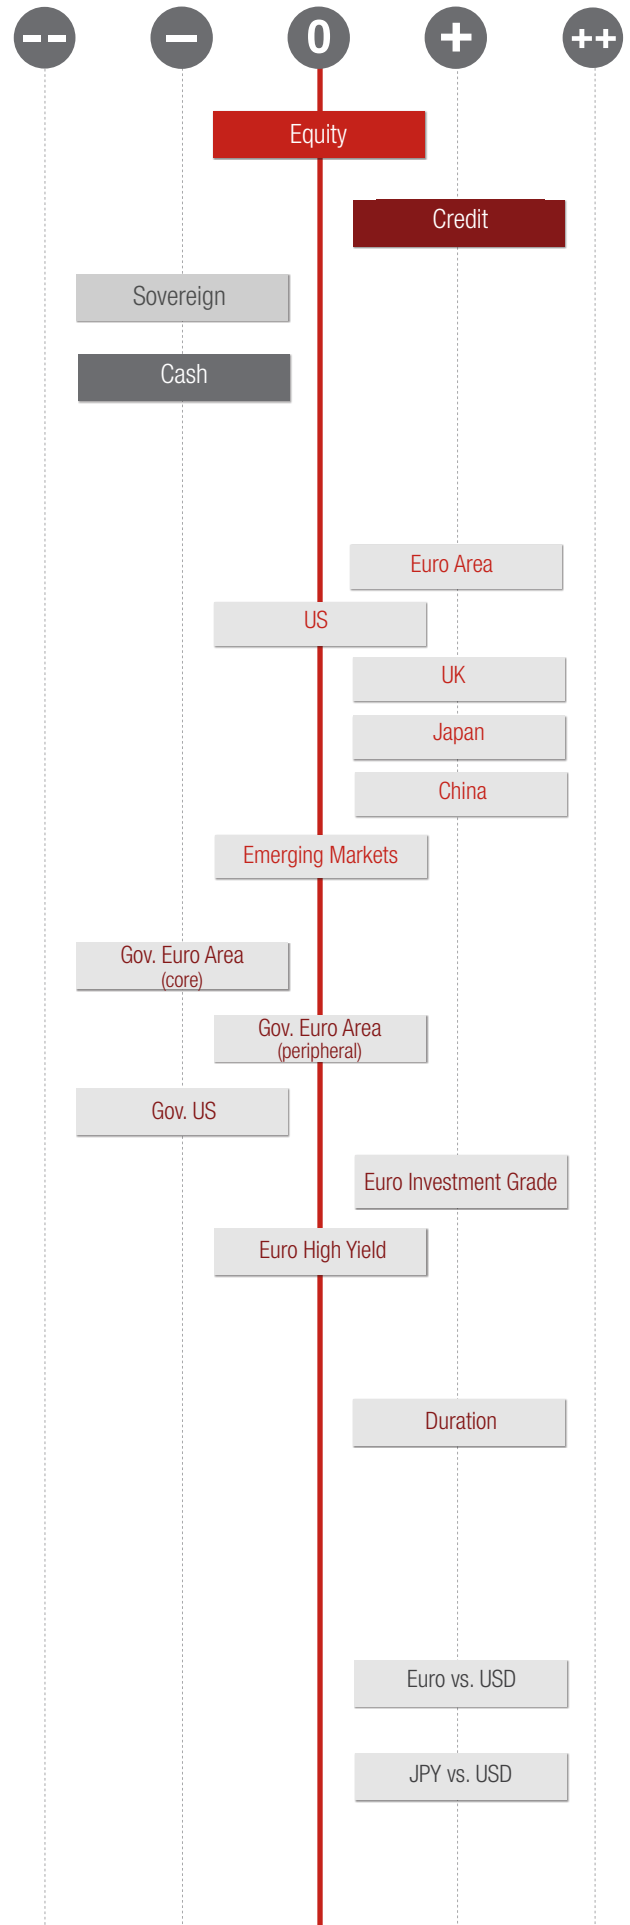 -- - 0 + ++
Equity
Credit
Sovereign
Cash
Euro Area
US
UK
Japan
China
Emerging Markets
Gov. Euro Area
(core)
Gov. Euro Area
(peripheral)
Gov. US
Euro Investment Grade
Euro High Yield
Duration
Euro vs. USD
JPY vs. USD